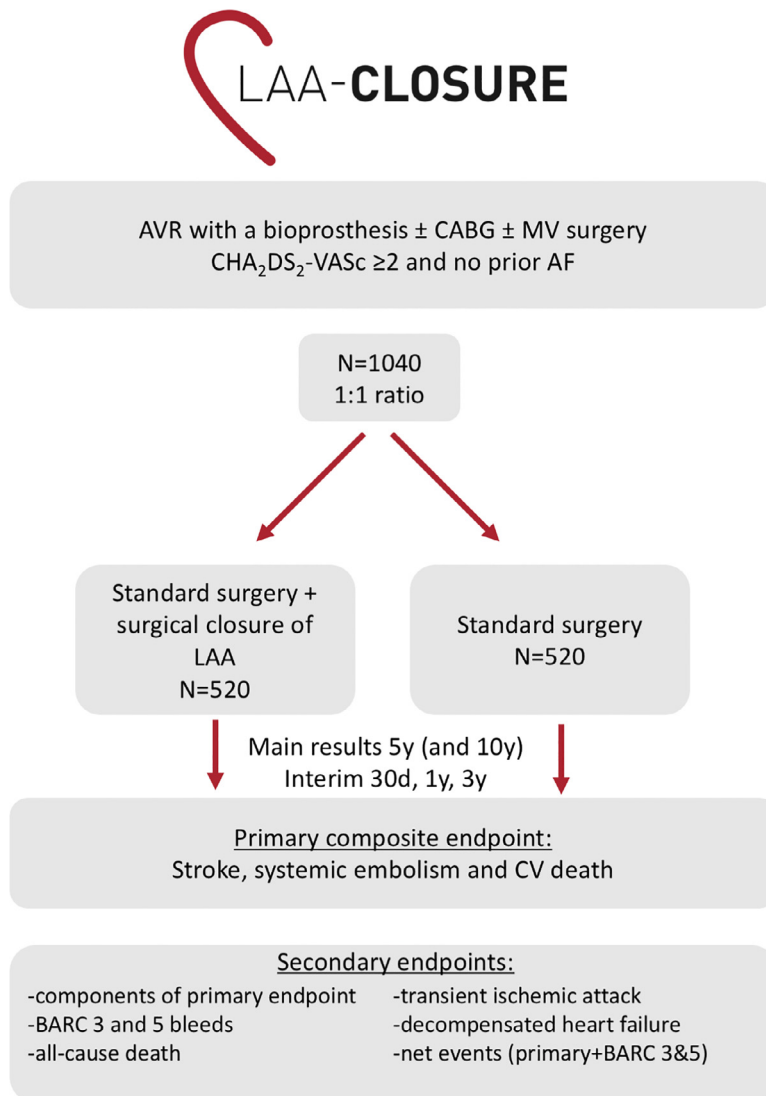 LAA-CLOSURE
AVR with a bioprosthesis ± CABG ± MV surgery
CHA₂DS₂-VASc ≥2 and no prior AF
N=1040
1:1 ratio
Standard surgery +
surgical closure of
LAA
N=520
Standard surgery
N=520
Main results 5y (and 10y)
Interim 30d, 1y, 3y
Primary composite endpoint:
Stroke, systemic embolism and CV death
Secondary endpoints:
-components of primary endpoint
-BARC 3 and 5 bleeds
-all-cause death
-transient ischemic attack
-decompensated heart failure
-net events (primary+BARC 3&5)